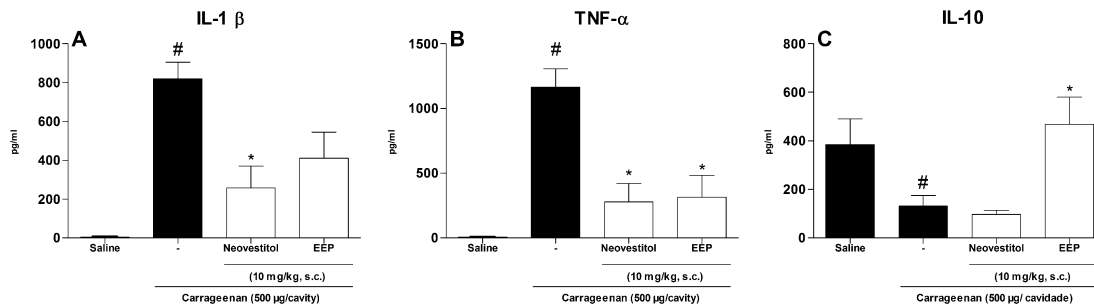 A
IL-1 β
#
1000
800
600
400
200
0
pg/ml
*
Saline
-
Neovestitol
EEP
(10 mg/kg, s.c.)
Carrageenan (500 µg/cavity)
B
TNF-α
#
1500
1000
500
0
pg/ml
*
*
Saline
-
Neovestitol
EEP
(10 mg/kg, s.c.)
Carrageenan (500 µg/cavity)
C
IL-10
800
600
400
200
0
pg/ml
#
*
Saline
-
Neovestitol
EEP
(10 mg/kg, s.c.)
Carrageenan (500 µg/ cavidade)